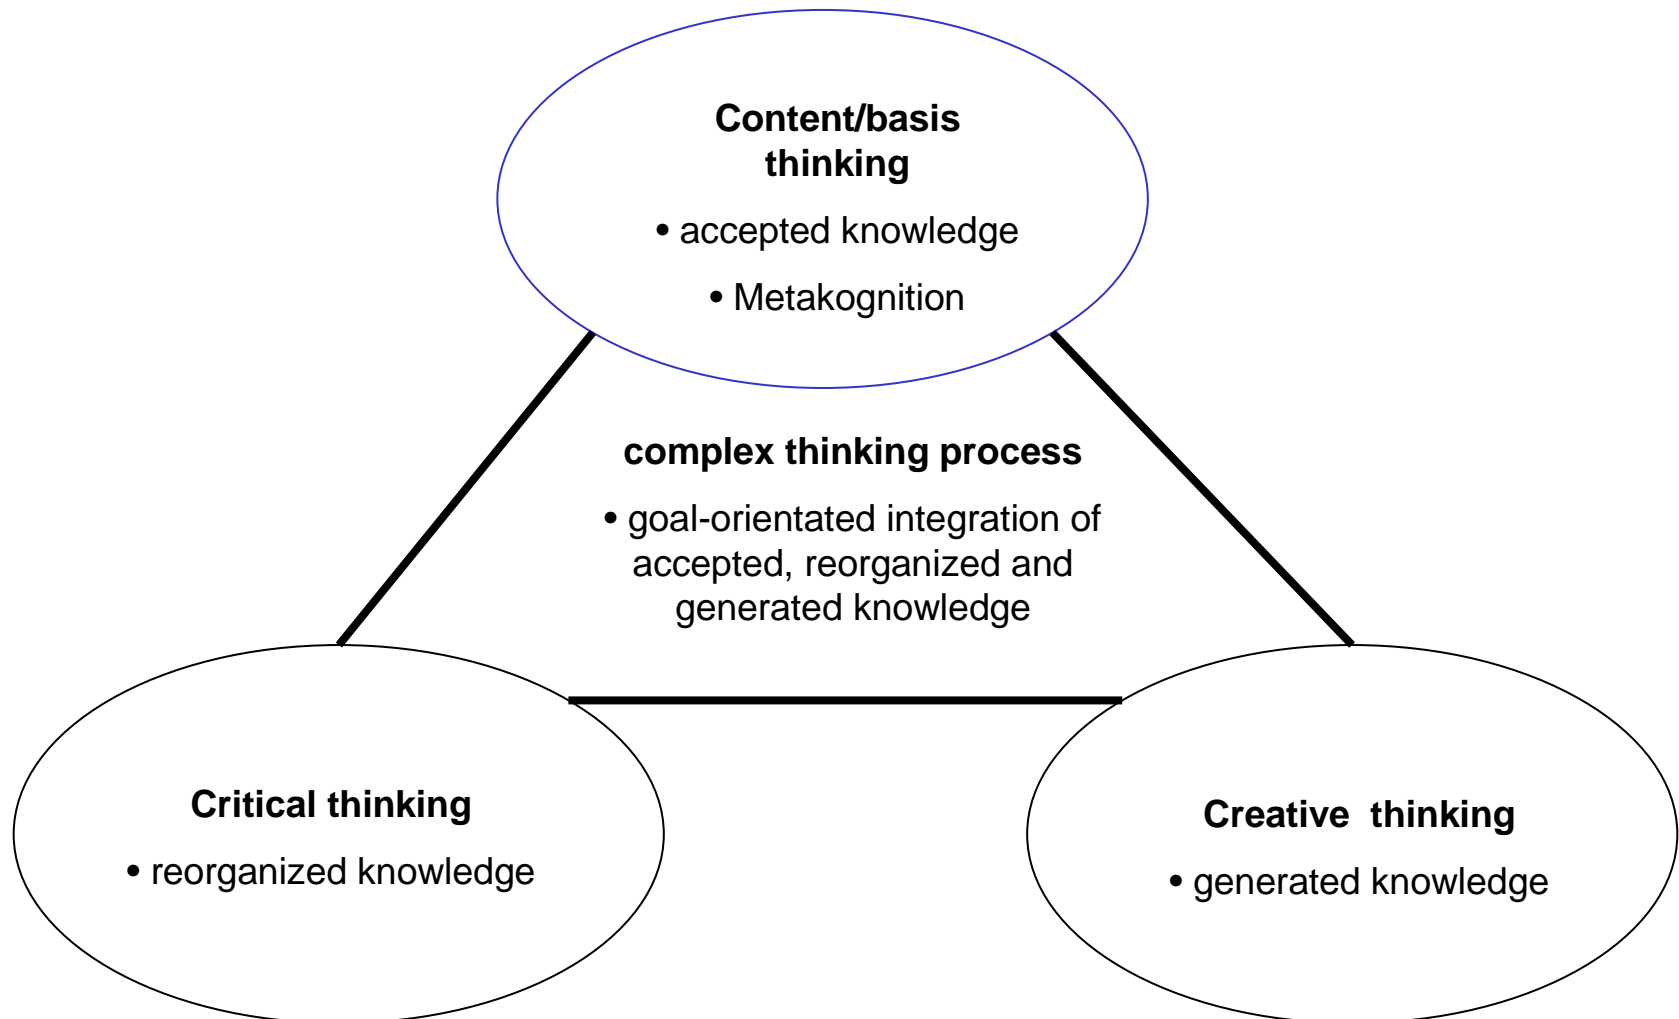 Content/basis
thinking
• accepted knowledge
• Metakognition
complex thinking process
• goal-orientated integration of
accepted, reorganized and
generated knowledge
Critical thinking
• reorganized knowledge
Creative  thinking
• generated knowledge